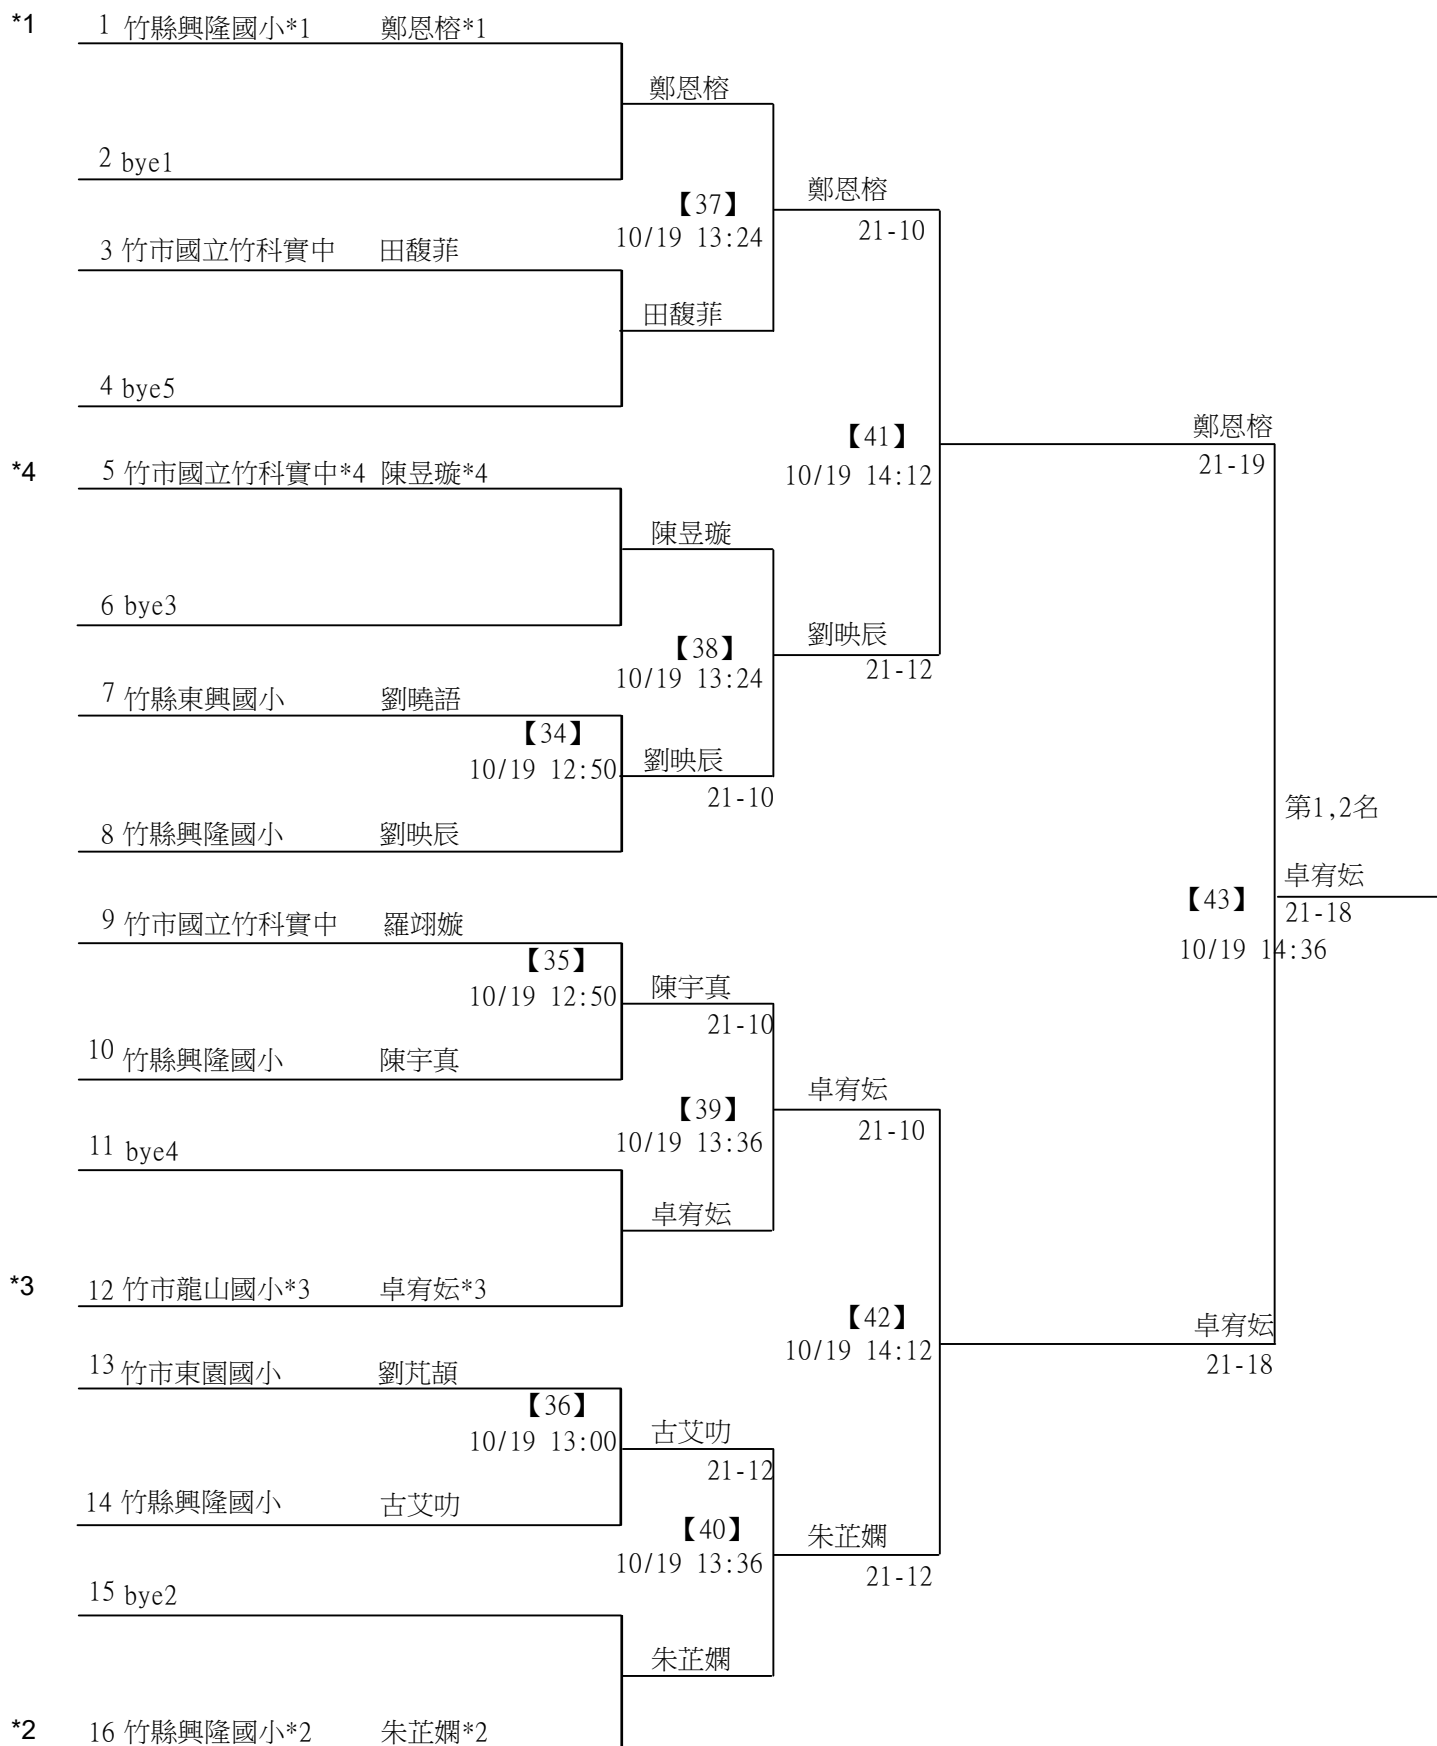 *1 1 竹縣興隆國小*1 鄭恩榕*1
鄭恩榕
2 bye1
鄭恩榕
【37】
21-10
10/19 13:24
3 竹市國立竹科實中 田馥菲
田馥菲
4 bye5
鄭恩榕
【41】
21-19
*4 5 竹市國立竹科實中*4 陳昱璇*4
10/19 14:12
陳昱璇
6 bye3
劉映辰
【38】
21-12
10/19 13:24
7 竹縣東興國小 劉曉語
【34】
劉映辰
10/19 12:50
21-10
第1,2名
8 竹縣興隆國小 劉映辰
卓宥妘
【43】
21-18
9 竹市國立竹科實中 羅翊嫙
10/19 14:36
【35】
陳宇真
10/19 12:50
21-10
10 竹縣興隆國小 陳宇真
卓宥妘
【39】
21-10
10/19 13:36
11 bye4
卓宥妘
*3 12 竹市龍山國小*3 卓宥妘*3
【42】
卓宥妘
10/19 14:12
21-18
13 竹市東園國小 劉芃頡
【36】
古艾叻
10/19 13:00
21-12
14 竹縣興隆國小 古艾叻
【40】
朱芷嫻
10/19 13:36
21-12
15 bye2
朱芷嫻
*2 16 竹縣興隆國小*2 朱芷嫻*2